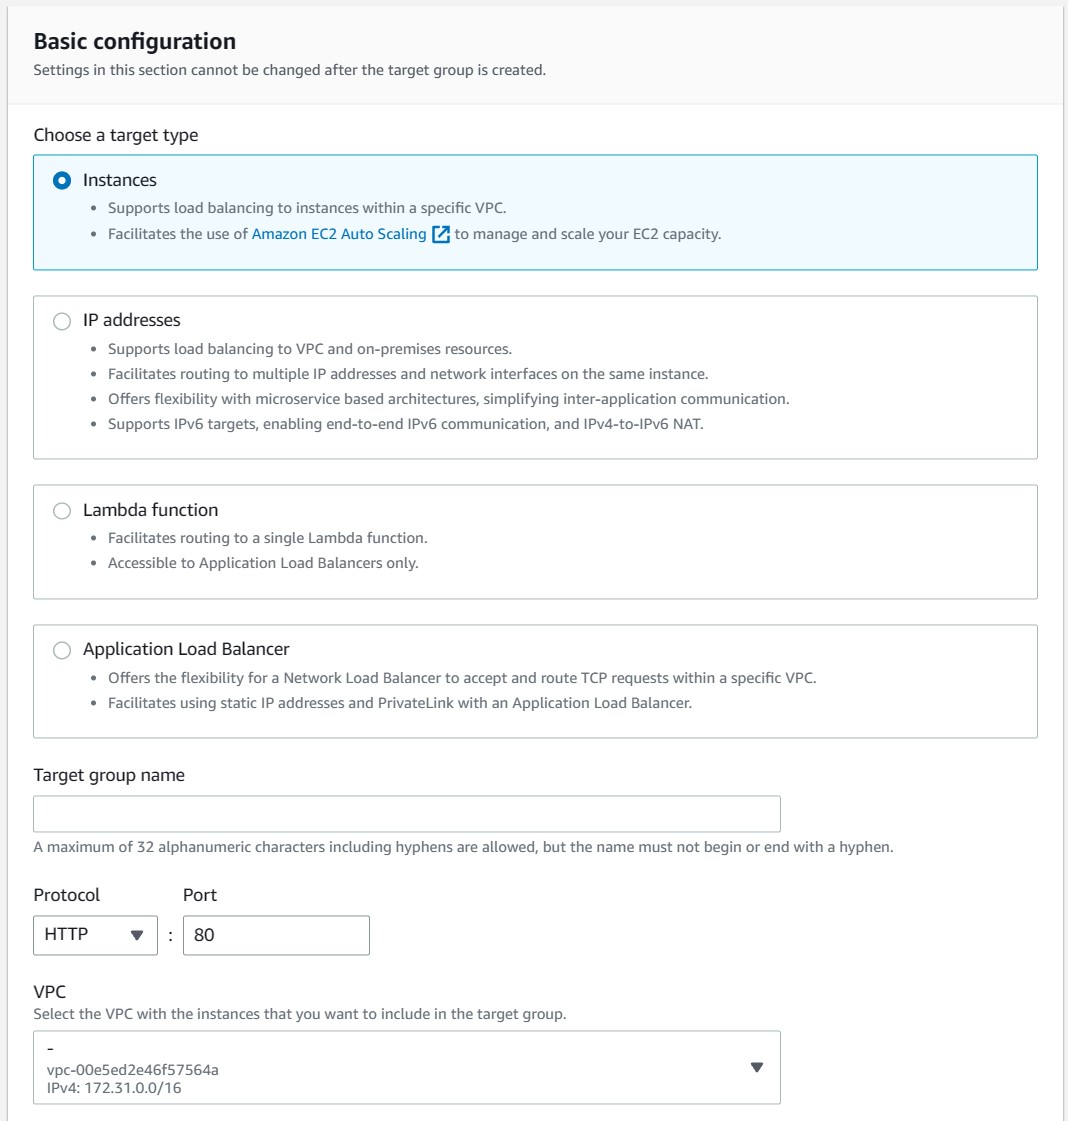 Basic configuration
Settings in this section cannot be changed after the target group is created.
Choose a target type
Instances
• Supports load balancing to instances within a specific VPC.
• Facilitates the use of Amazon EC2 Auto Scaling to manage and scale your EC2 capacity.
IP addresses
• Supports load balancing to VPC and on-premises resources.
• Facilitates routing to multiple IP addresses and network interfaces on the same instance.
• Offers flexibility with microservice based architectures, simplifying inter-application communication.
• Supports IPv6 targets, enabling end-to-end IPv6 communication, and IPv4-to-IPv6 NAT.
Lambda function
• Facilitates routing to a single Lambda function.
• Accessible to Application Load Balancers only.
Application Load Balancer
• Offers the flexibility for a Network Load Balancer to accept and route TCP requests within a specific VPC.
• Facilitates using static IP addresses and PrivateLink with an Application Load Balancer.
Target group name
A maximum of 32 alphanumeric characters including hyphens are allowed, but the name must not begin or end with a hyphen.
Protocol Port
HTTP : 80
VPC
Select the VPC with the instances that you want to include in the target group.
-
vpc-00e5ed2e46f57564a
IPv4: 172.31.0.0/16